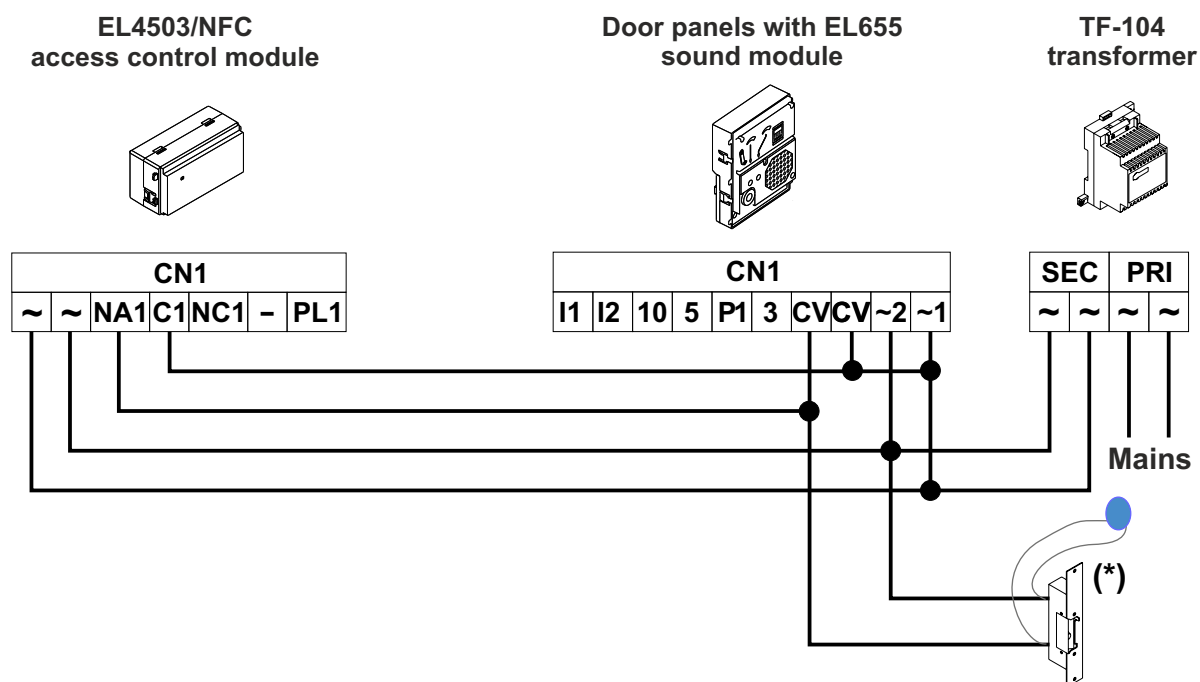 EL4503/NFC
access control module
Door panels with EL655
sound module
TF-104
transformer
CN1
~ ~ NA1 C1 NC1 – PL1
CN1
I1 I2 10 5 P1 3 CV CV ~2 ~1
SEC PRI
~ ~ ~ ~
Mains
(*)